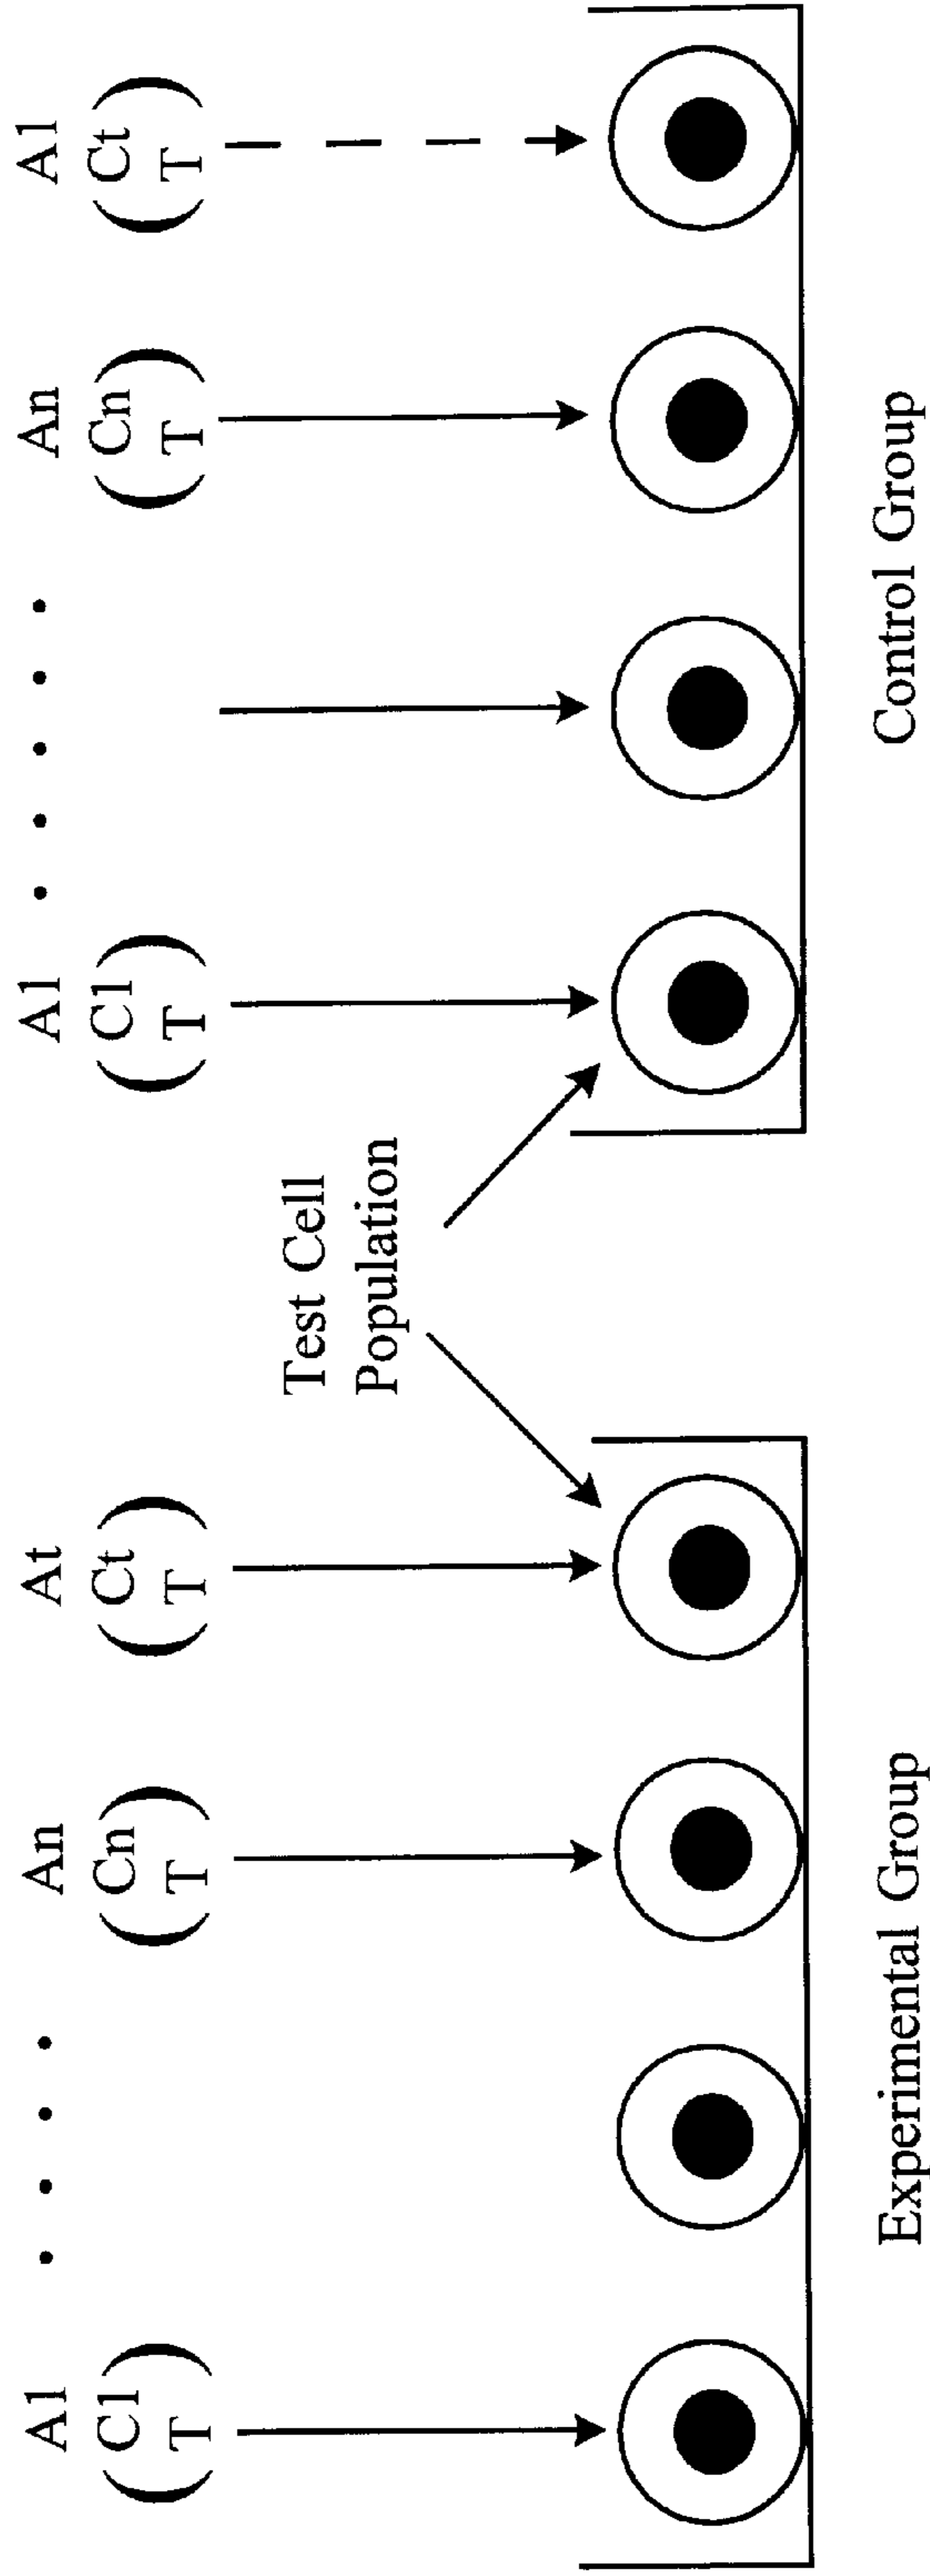 A1
(C1
T)
. . . .
An
(Cn
T)
At
(Ct
T)
Test Cell
Population
A1
(C1
T)
. . . . .
An
(Cn
T)
A1
(Ct
T)
Experimental Group
Control Group